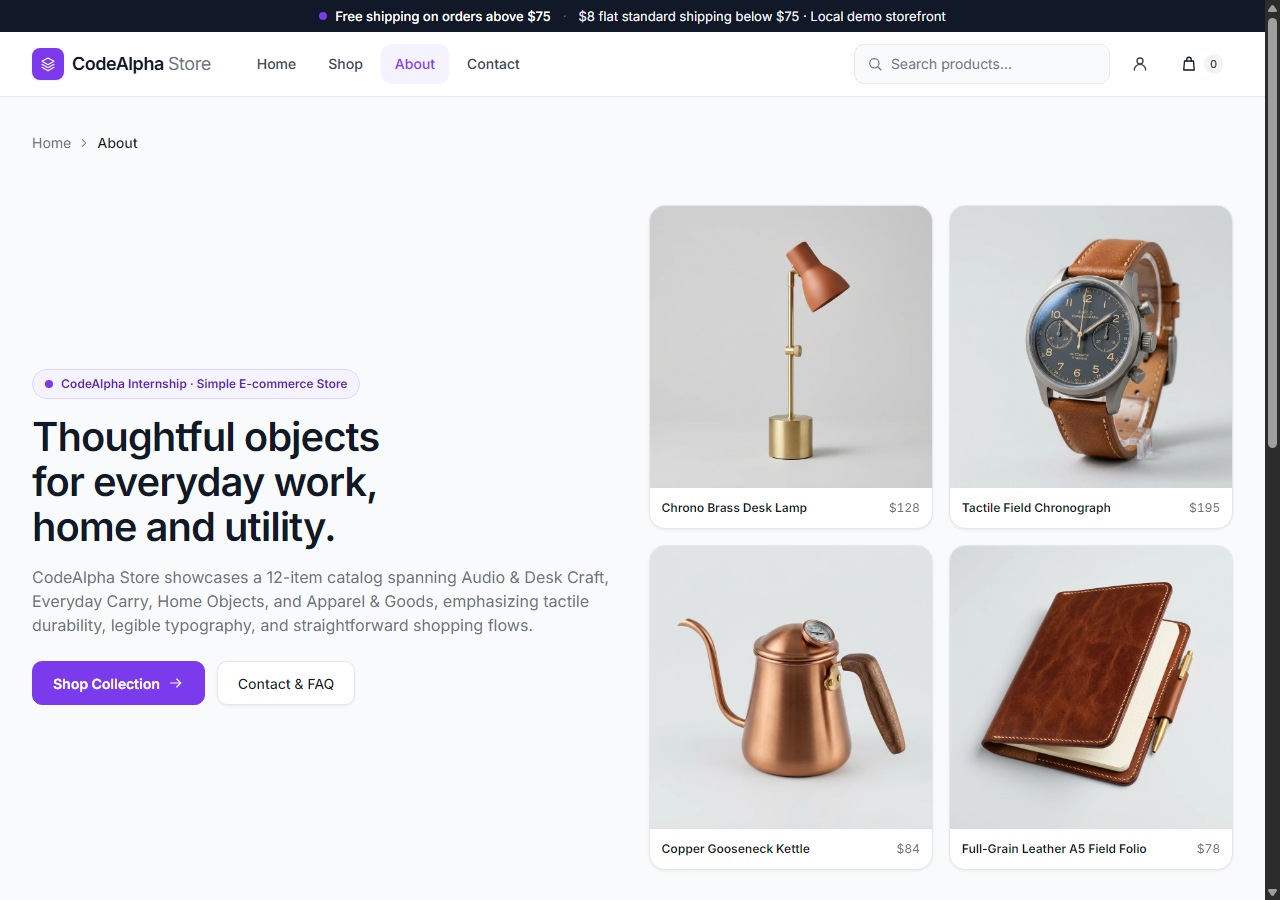 Free shipping on orders above $75 · $8 flat standard shipping below $75 · Local demo storefront
CodeAlpha Store
Home
Shop
About
Contact
Search products...
0
Home > About
CodeAlpha Internship · Simple E-commerce Store
Thoughtful objects
for everyday work,
home and utility.
CodeAlpha Store showcases a 12-item catalog spanning Audio & Desk Craft,
Everyday Carry, Home Objects, and Apparel & Goods, emphasizing tactile
durability, legible typography, and straightforward shopping flows.
Shop Collection →
Contact & FAQ
Chrono Brass Desk Lamp $128
Tactile Field Chronograph $195
Copper Gooseneck Kettle $84
Full-Grain Leather A5 Field Folio $78